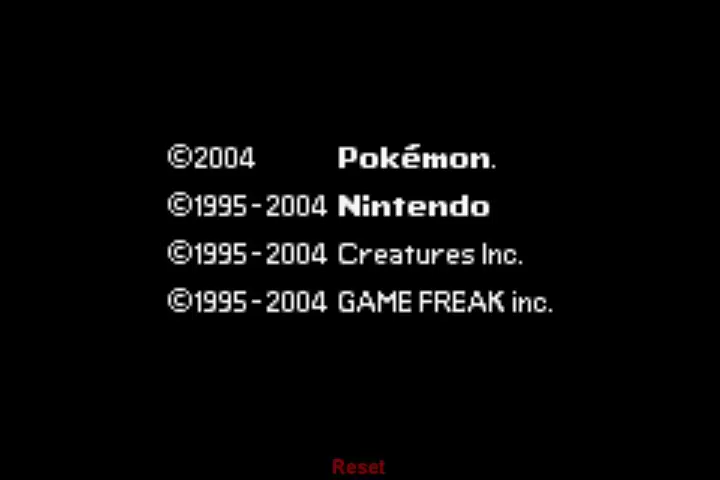 ©2004 Pokémon.
©1995-2004 Nintendo
©1995-2004 Creatures Inc.
©1995-2004 GAME FREAK inc.
Reset